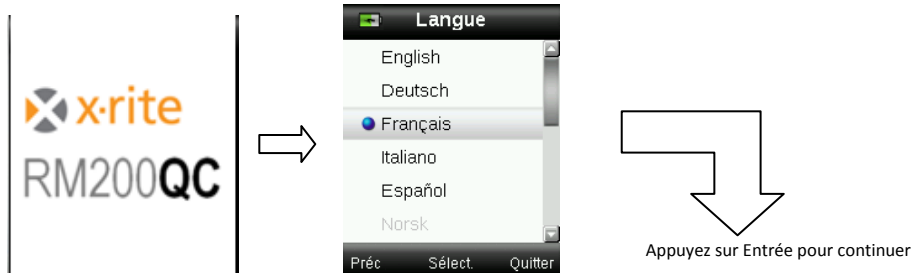 x·rite
RM200QC
Langue
English
Deutsch
Français
Italiano
Español
Norsk
Préc Sélect. Quitter
Appuyez sur Entrée pour continuer